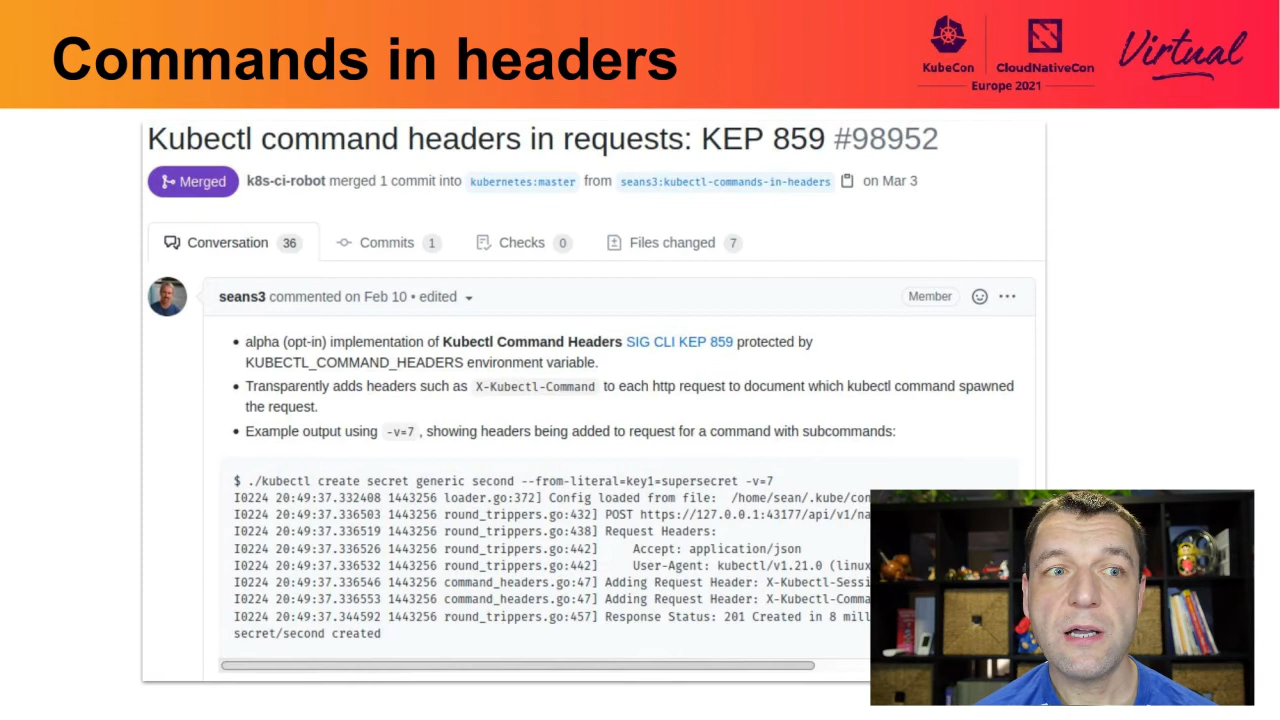 Commands in headers
KubeCon
CloudNativeCon
Europe 2021
Virtual
Kubectl command headers in requests: KEP 859 #98952
Merged k8s-ci-robot merged 1 commit into kubernetes:master from seans3:kubectl-commands-in-headers on Mar 3
Conversation 36 Commits 1 Checks 0 Files changed 7
seans3 commented on Feb 10 • edited Member
• alpha (opt-in) implementation of Kubectl Command Headers SIG CLI KEP 859 protected by
KUBECTL_COMMAND_HEADERS environment variable.
• Transparently adds headers such as X-Kubectl-Command to each http request to document which kubectl command spawned
the request.
• Example output using -v=7 , showing headers being added to request for a command with subcommands:
$ ./kubectl create secret generic second --from-literal=key1=supersecret -v=7
I0224 20:49:37.332408 1443256 loader.go:372] Config loaded from file: /home/sean/.kube/con
I0224 20:49:37.336503 1443256 round_trippers.go:432] POST https://127.0.0.1:43177/api/v1/na
I0224 20:49:37.336519 1443256 round_trippers.go:438] Request Headers:
I0224 20:49:37.336526 1443256 round_trippers.go:442] Accept: application/json
I0224 20:49:37.336532 1443256 round_trippers.go:442] User-Agent: kubectl/v1.21.0 (linux
I0224 20:49:37.336546 1443256 command_headers.go:47] Adding Request Header: X-Kubectl-Sessi
I0224 20:49:37.336553 1443256 command_headers.go:47] Adding Request Header: X-Kubectl-Comma
I0224 20:49:37.344592 1443256 round_trippers.go:457] Response Status: 201 Created in 8 mill
secret/second created